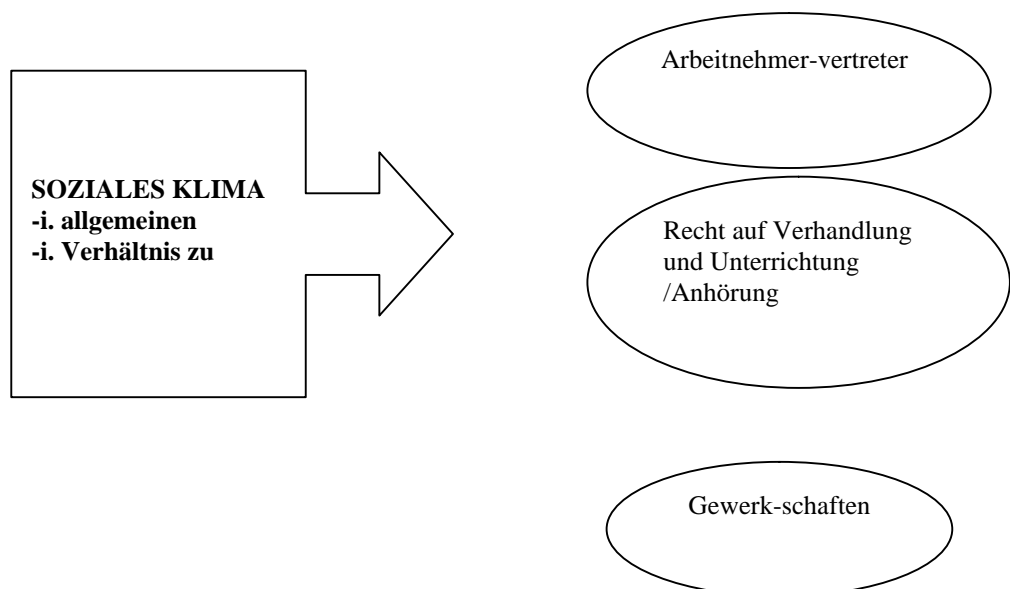 SOZIALES KLIMA
-i. allgemeinen
-i. Verhältnis zu
Arbeitnehmer-vertreter
Recht auf Verhandlung
und Unterrichtung
/Anhörung
Gewerk-schaften